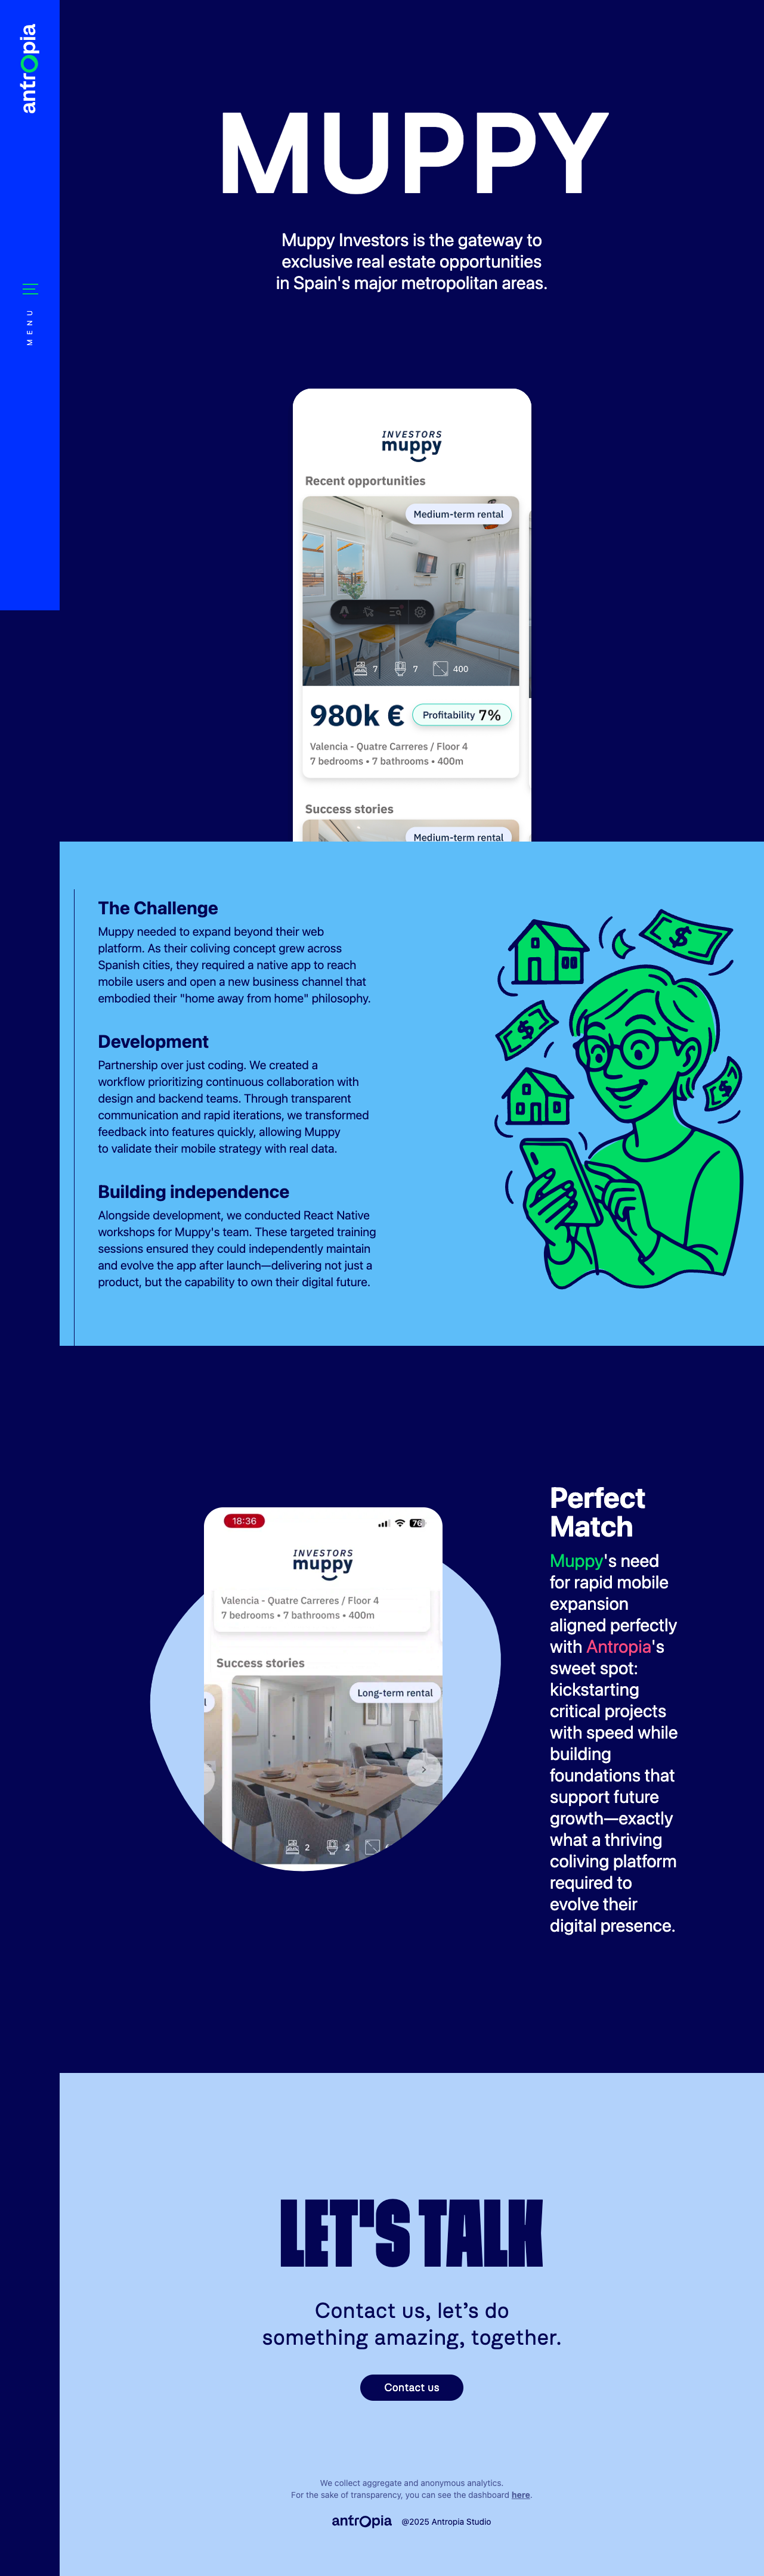 antropia
MENU
MUPPY
Muppy Investors is the gateway to
exclusive real estate opportunities
in Spain's major metropolitan areas.
INVESTORS
muppy
Recent opportunities
Medium-term rental
7 7 400
980k €
Profitability 7%
Valencia - Quatre Carreres / Floor 4
7 bedrooms • 7 bathrooms • 400m
Success stories
Medium-term rental
The Challenge
Muppy needed to expand beyond their web
platform. As their coliving concept grew across
Spanish cities, they required a native app to reach
mobile users and open a new business channel that
embodied their "home away from home" philosophy.
Development
Partnership over just coding. We created a
workflow prioritizing continuous collaboration with
design and backend teams. Through transparent
communication and rapid iterations, we transformed
feedback into features quickly, allowing Muppy
to validate their mobile strategy with real data.
Building independence
Alongside development, we conducted React Native
workshops for Muppy's team. These targeted training
sessions ensured they could independently maintain
and evolve the app after launch—delivering not just a
product, but the capability to own their digital future.
$
$
$
18:36
INVESTORS
muppy
Valencia - Quatre Carreres / Floor 4
7 bedrooms • 7 bathrooms • 400m
Success stories
Long-term rental
2 2
Perfect
Match
Muppy's need
for rapid mobile
expansion
aligned perfectly
with Antropia's
sweet spot:
kickstarting
critical projects
with speed while
building
foundations that
support future
growth—exactly
what a thriving
coliving platform
required to
evolve their
digital presence.
LET'S TALK
Contact us, let’s do
something amazing, together.
Contact us
We collect aggregate and anonymous analytics.
For the sake of transparency, you can see the dashboard here.
antropia @2025 Antropia Studio